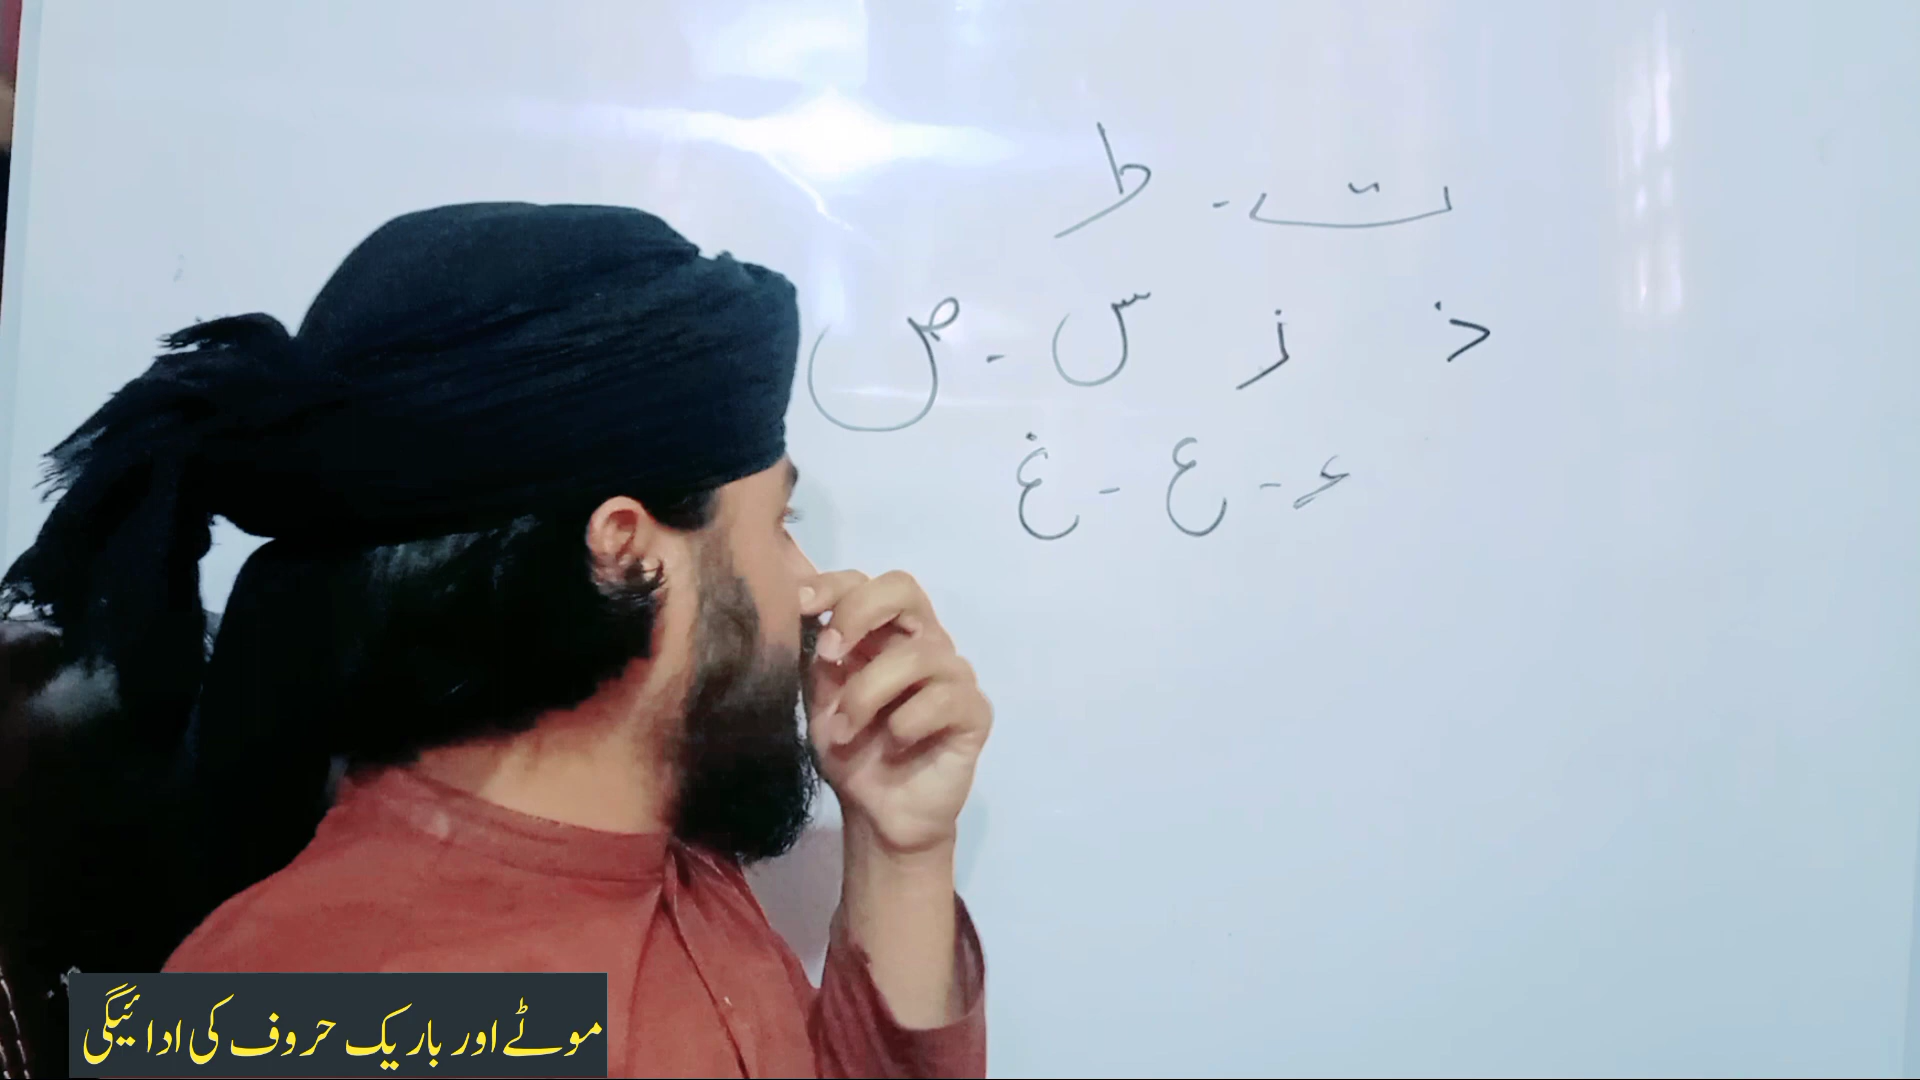 ت - ط
ذ ز س - ص
ء - ع - غ
موٹے اور باریک حروف کی ادائیگی